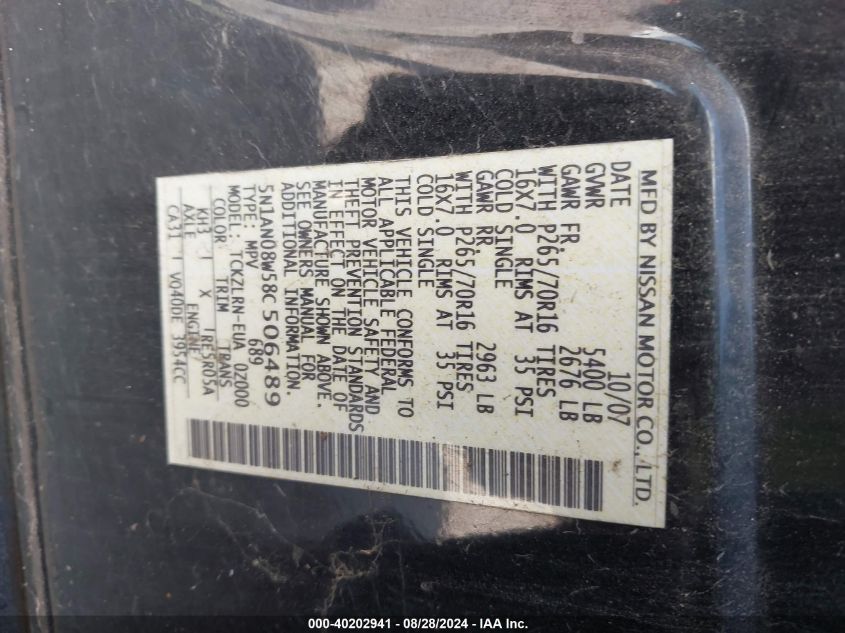 MFD BY NISSAN MOTOR CO., LTD.
DATE 10/07
GVWR 5400 LB
GAWR FR. 2676 LB
WITH P265/70R16 TIRES
16X7.0 RIMS AT 35 PSI
COLD SINGLE
GAWR RR. 2963 LB
WITH P265/70R16 TIRES
16X7.0 RIMS AT 35 PSI
COLD SINGLE
THIS VEHICLE CONFORMS TO
ALL APPLICABLE FEDERAL
MOTOR VEHICLE SAFETY AND
THEFT PREVENTION STANDARDS
IN EFFECT ON THE DATE OF
MANUFACTURE SHOWN ABOVE.
SEE OWNERS MANUAL FOR
ADDITIONAL INFORMATION.
5N1AN08W58C506489
TYPE: MPV 689
MODEL: TCKZLRN-EUA 02000
COLOR TRIM TRANS
KH3 X RE5R05A
AXLE ENGINE
CA31 VQ40DE 3954CC
000-40202941 - 08/28/2024 - IAA Inc.